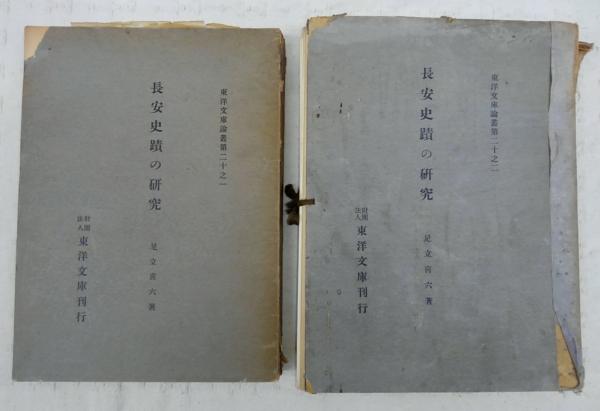 東洋文庫論叢第二十之一
長安史蹟の研究
足立喜六著
財團
法人
東洋文庫刊行
東洋文庫論叢第二十之二
長安史蹟の研究
足立喜六著
財團
法人
東洋文庫刊行